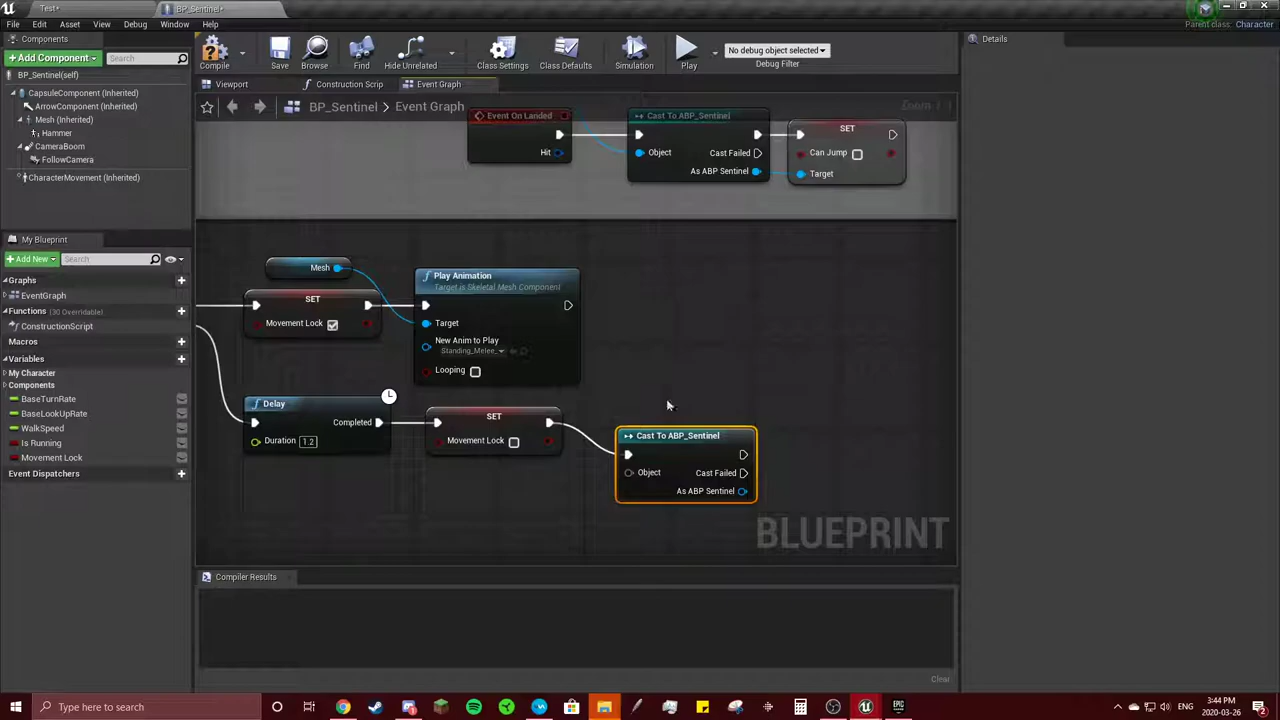 Test*
BP_Sentinel*
File Edit Asset View Debug Window Help
Parent class: Character
Components
Add Component
Search
BP_Sentinel(self)
CapsuleComponent (Inherited)
ArrowComponent (Inherited)
Mesh (Inherited)
Hammer
CameraBoom
FollowCamera
CharacterMovement (Inherited)
My Blueprint
Add New
Search
Graphs
EventGraph
Functions (30 Overridable)
ConstructionScript
Macros
Variables
My Character
Components
BaseTurnRate
BaseLookUpRate
WalkSpeed
Is Running
Movement Lock
Event Dispatchers
Compile
Save
Browse
Find
Hide Unrelated
Class Settings
Class Defaults
Simulation
Play
No debug object selected
Debug Filter
Viewport
Construction Script
Event Graph
BP_Sentinel > Event Graph
Event On Landed
Hit
Cast To ABP_Sentinel
Object
Cast Failed
As ABP Sentinel
SET
Can Jump
Target
Mesh
SET
Movement Lock
Play Animation
Target is Skeletal Mesh Component
Target
New Anim to Play
Standing_Melee_
Looping
Delay
Completed
Duration 1.2
SET
Movement Lock
Cast To ABP_Sentinel
Object
Cast Failed
As ABP Sentinel
BLUEPRINT
Compiler Results
Clear
Details
Type here to search
ENG
3:44 PM
2020-03-26